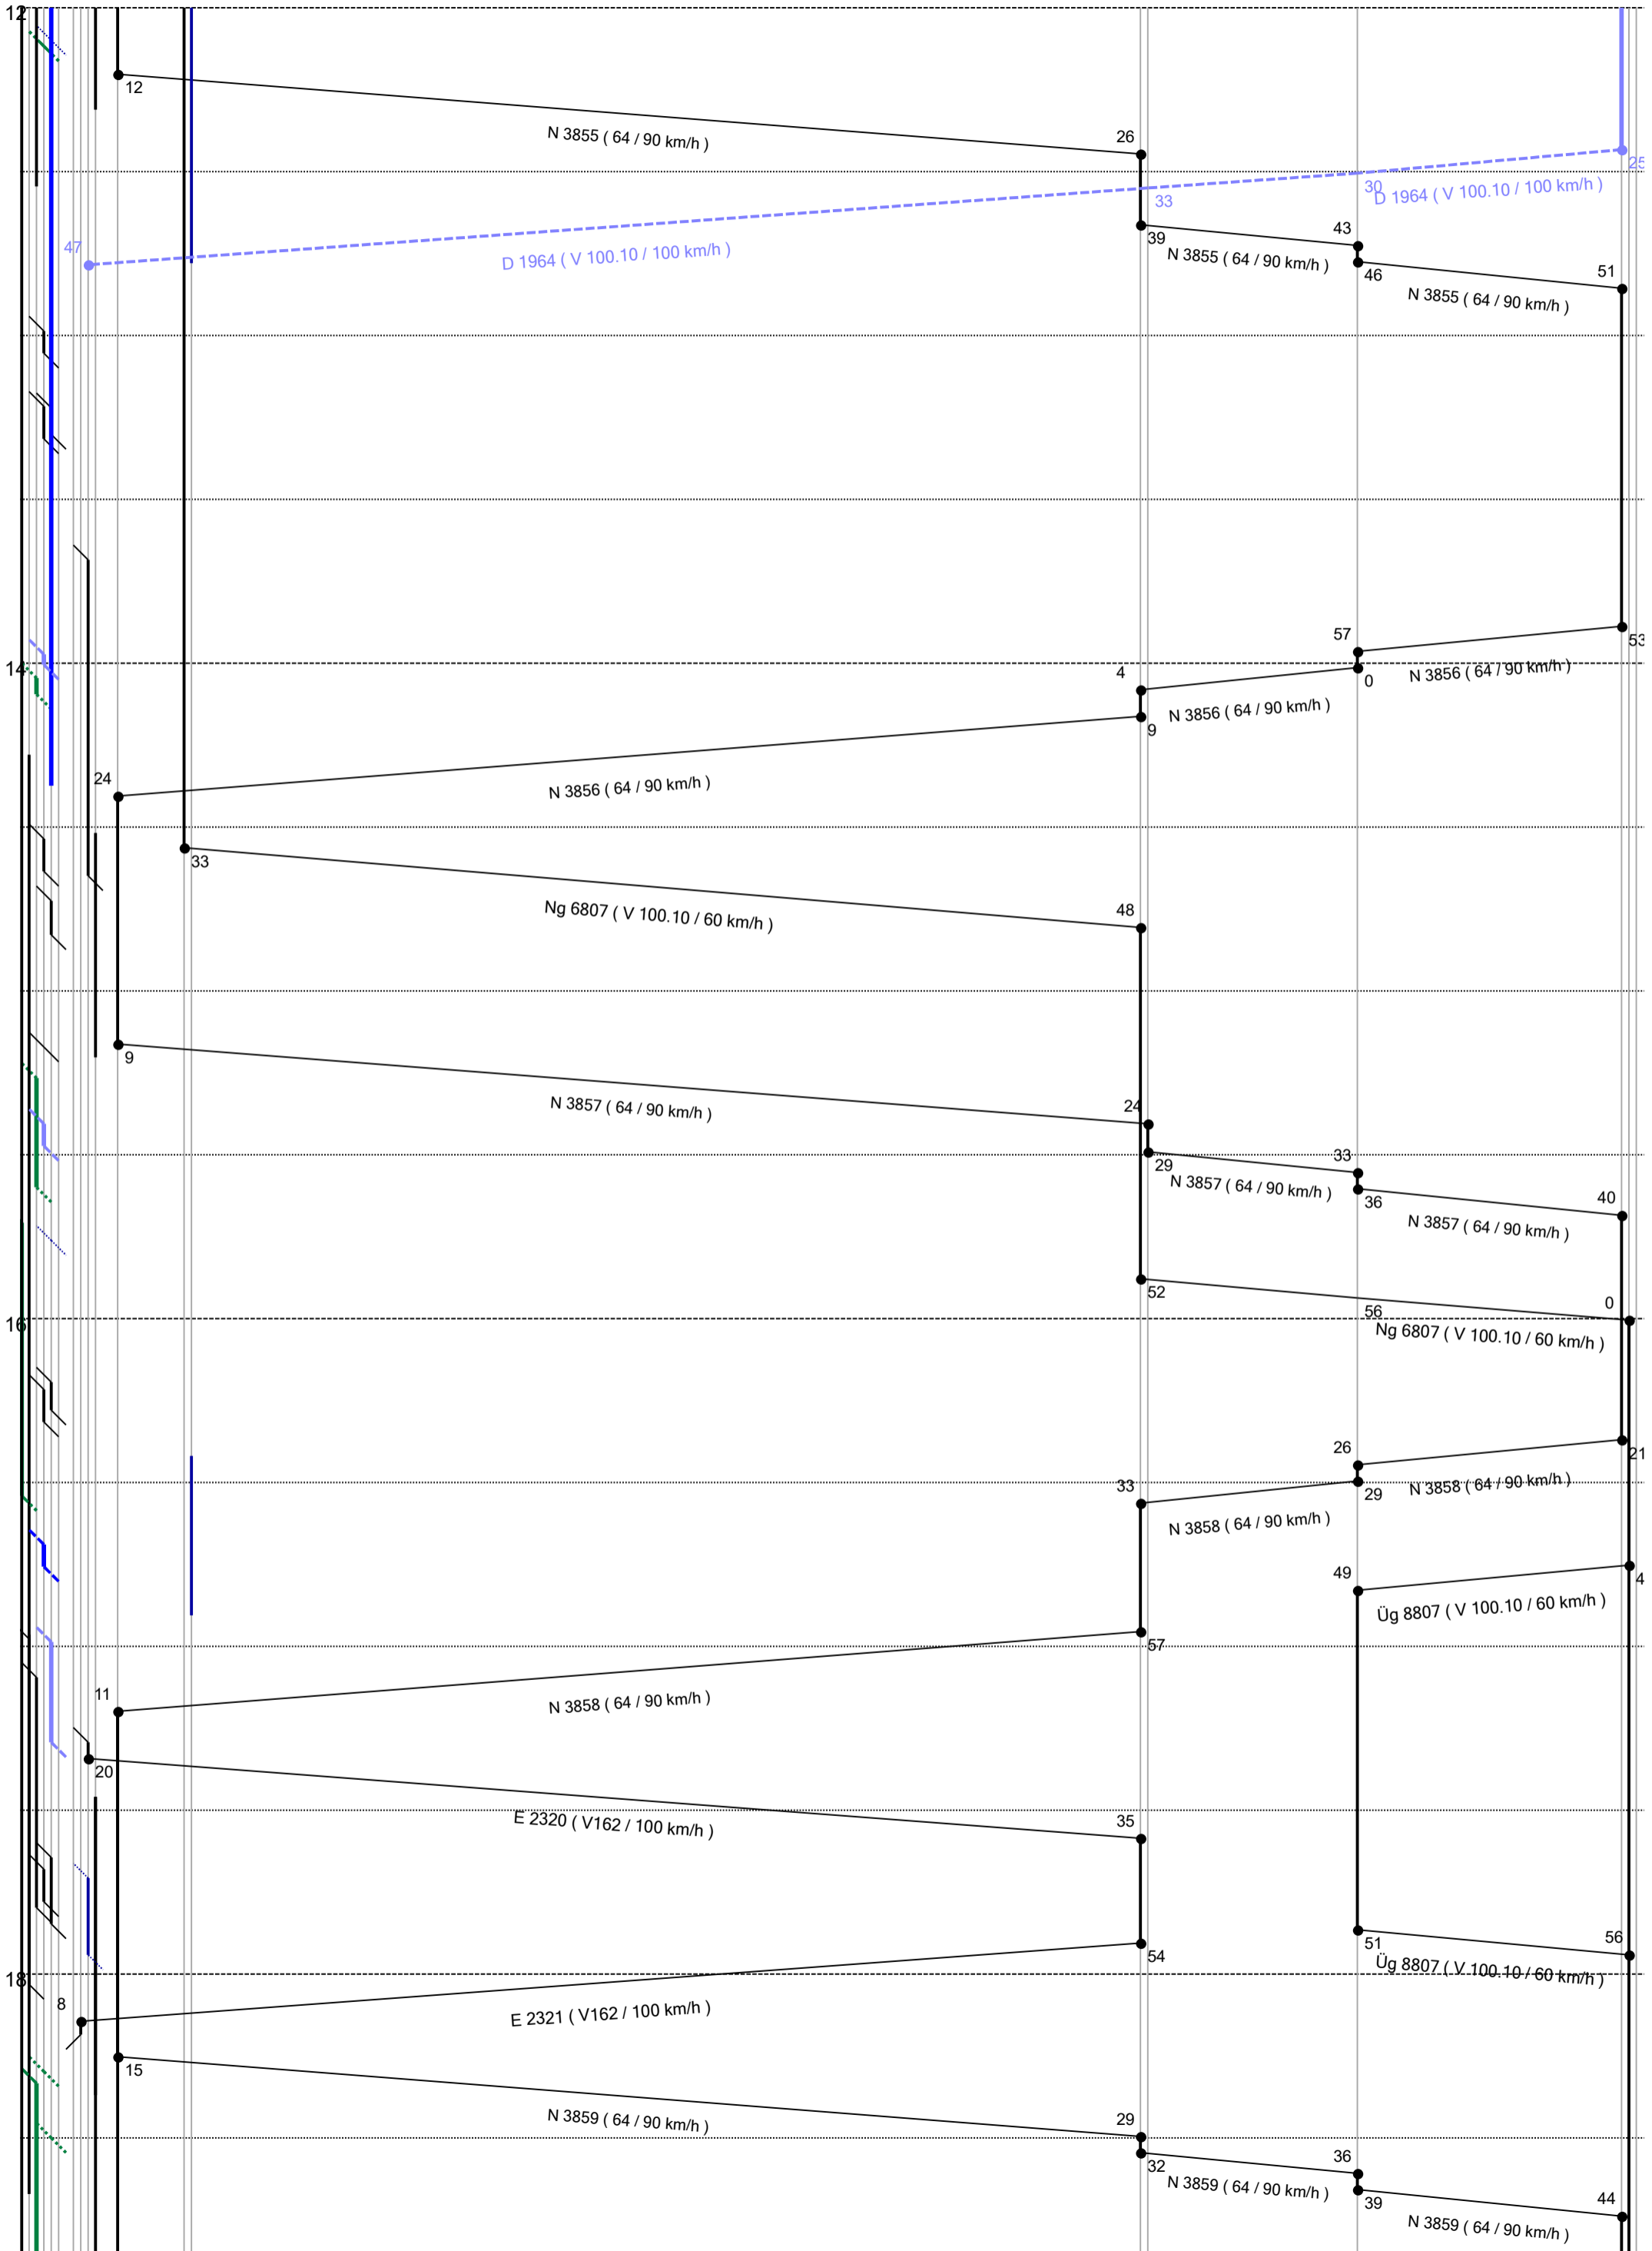 12
12
N 3855 ( 64 / 90 km/h )
26
25
33
30
D 1964 ( V 100.10 / 100 km/h )
47
D 1964 ( V 100.10 / 100 km/h )
39
43
N 3855 ( 64 / 90 km/h )
46
51
N 3855 ( 64 / 90 km/h )
57
53
14
4
0
N 3856 ( 64 / 90 km/h )
9
N 3856 ( 64 / 90 km/h )
24
N 3856 ( 64 / 90 km/h )
33
Ng 6807 ( V 100.10 / 60 km/h )
48
9
N 3857 ( 64 / 90 km/h )
24
29
33
N 3857 ( 64 / 90 km/h )
36
40
N 3857 ( 64 / 90 km/h )
52
0
56
16
Ng 6807 ( V 100.10 / 60 km/h )
26
21
33
29
N 3858 ( 64 / 90 km/h )
N 3858 ( 64 / 90 km/h )
49
4
Üg 8807 ( V 100.10 / 60 km/h )
57
11
N 3858 ( 64 / 90 km/h )
20
E 2320 ( V162 / 100 km/h )
35
54
51
56
Üg 8807 ( V 100.10 / 60 km/h )
18
8
E 2321 ( V162 / 100 km/h )
15
N 3859 ( 64 / 90 km/h )
29
32
36
N 3859 ( 64 / 90 km/h )
39
44
N 3859 ( 64 / 90 km/h )